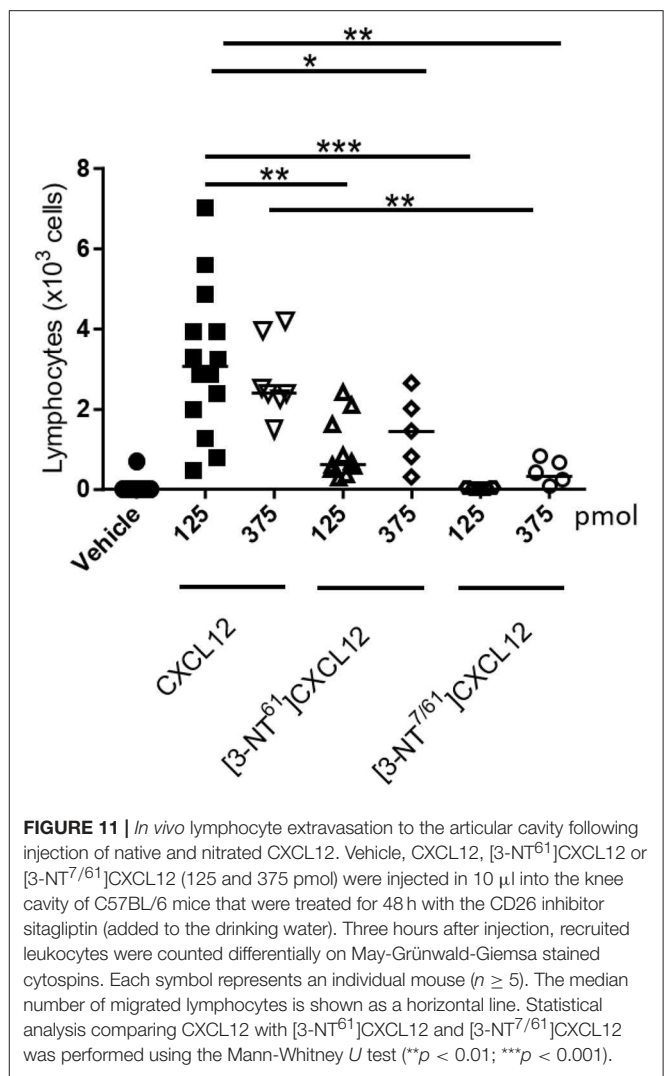 **
*
***
**
**
8
6
4
2
0
Lymphocytes (x10³ cells)
Vehicle
125
375
125
375
125
375
pmol
CXCL12
[3-NT⁶¹]CXCL12
[3-NT⁷/⁶¹]CXCL12
FIGURE 11 | In vivo lymphocyte extravasation to the articular cavity following
injection of native and nitrated CXCL12. Vehicle, CXCL12, [3-NT⁶¹]CXCL12 or
[3-NT⁷/⁶¹]CXCL12 (125 and 375 pmol) were injected in 10 μl into the knee
cavity of C57BL/6 mice that were treated for 48 h with the CD26 inhibitor
sitagliptin (added to the drinking water). Three hours after injection, recruited
leukocytes were counted differentially on May-Grünwald-Giemsa stained
cytospins. Each symbol represents an individual mouse (n ≥ 5). The median
number of migrated lymphocytes is shown as a horizontal line. Statistical
analysis comparing CXCL12 with [3-NT⁶¹]CXCL12 and [3-NT⁷/⁶¹]CXCL12
was performed using the Mann-Whitney U test (**p < 0.01; ***p < 0.001).